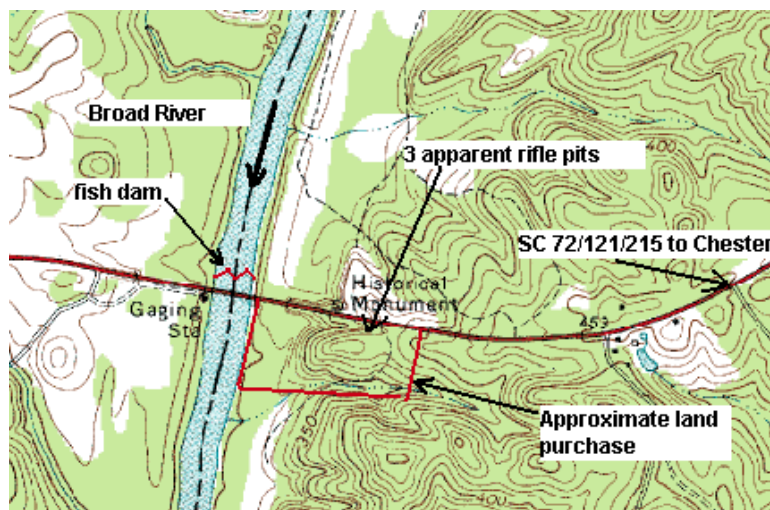 300
Broad River
3 apparent rifle pits
400
fish dam
SC 72/121/215 to Chester
Historical
Monument
Gaging
Sta
453
Approximate land
purchase
350
400